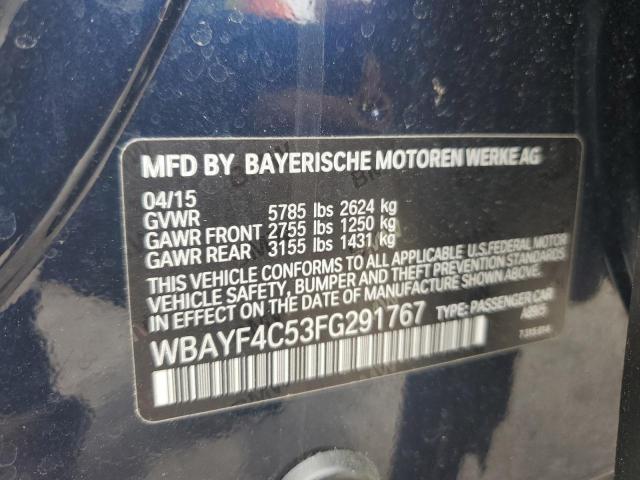 MFD BY BAYERISCHE MOTOREN WERKE AG
04/15
GVWR 5785 lbs 2624 kg
GAWR FRONT 2755 lbs 1250 kg
GAWR REAR 3155 lbs 1431 kg
THIS VEHICLE CONFORMS TO ALL APPLICABLE U.S.FEDERAL MOTOR
VEHICLE SAFETY, BUMPER AND THEFT PREVENTION STANDARDS
IN EFFECT ON THE DATE OF MANUFACTURE SHOWN ABOVE.
WBAYF4C53FG291767 TYPE: PASSENGER CAR
A89/5